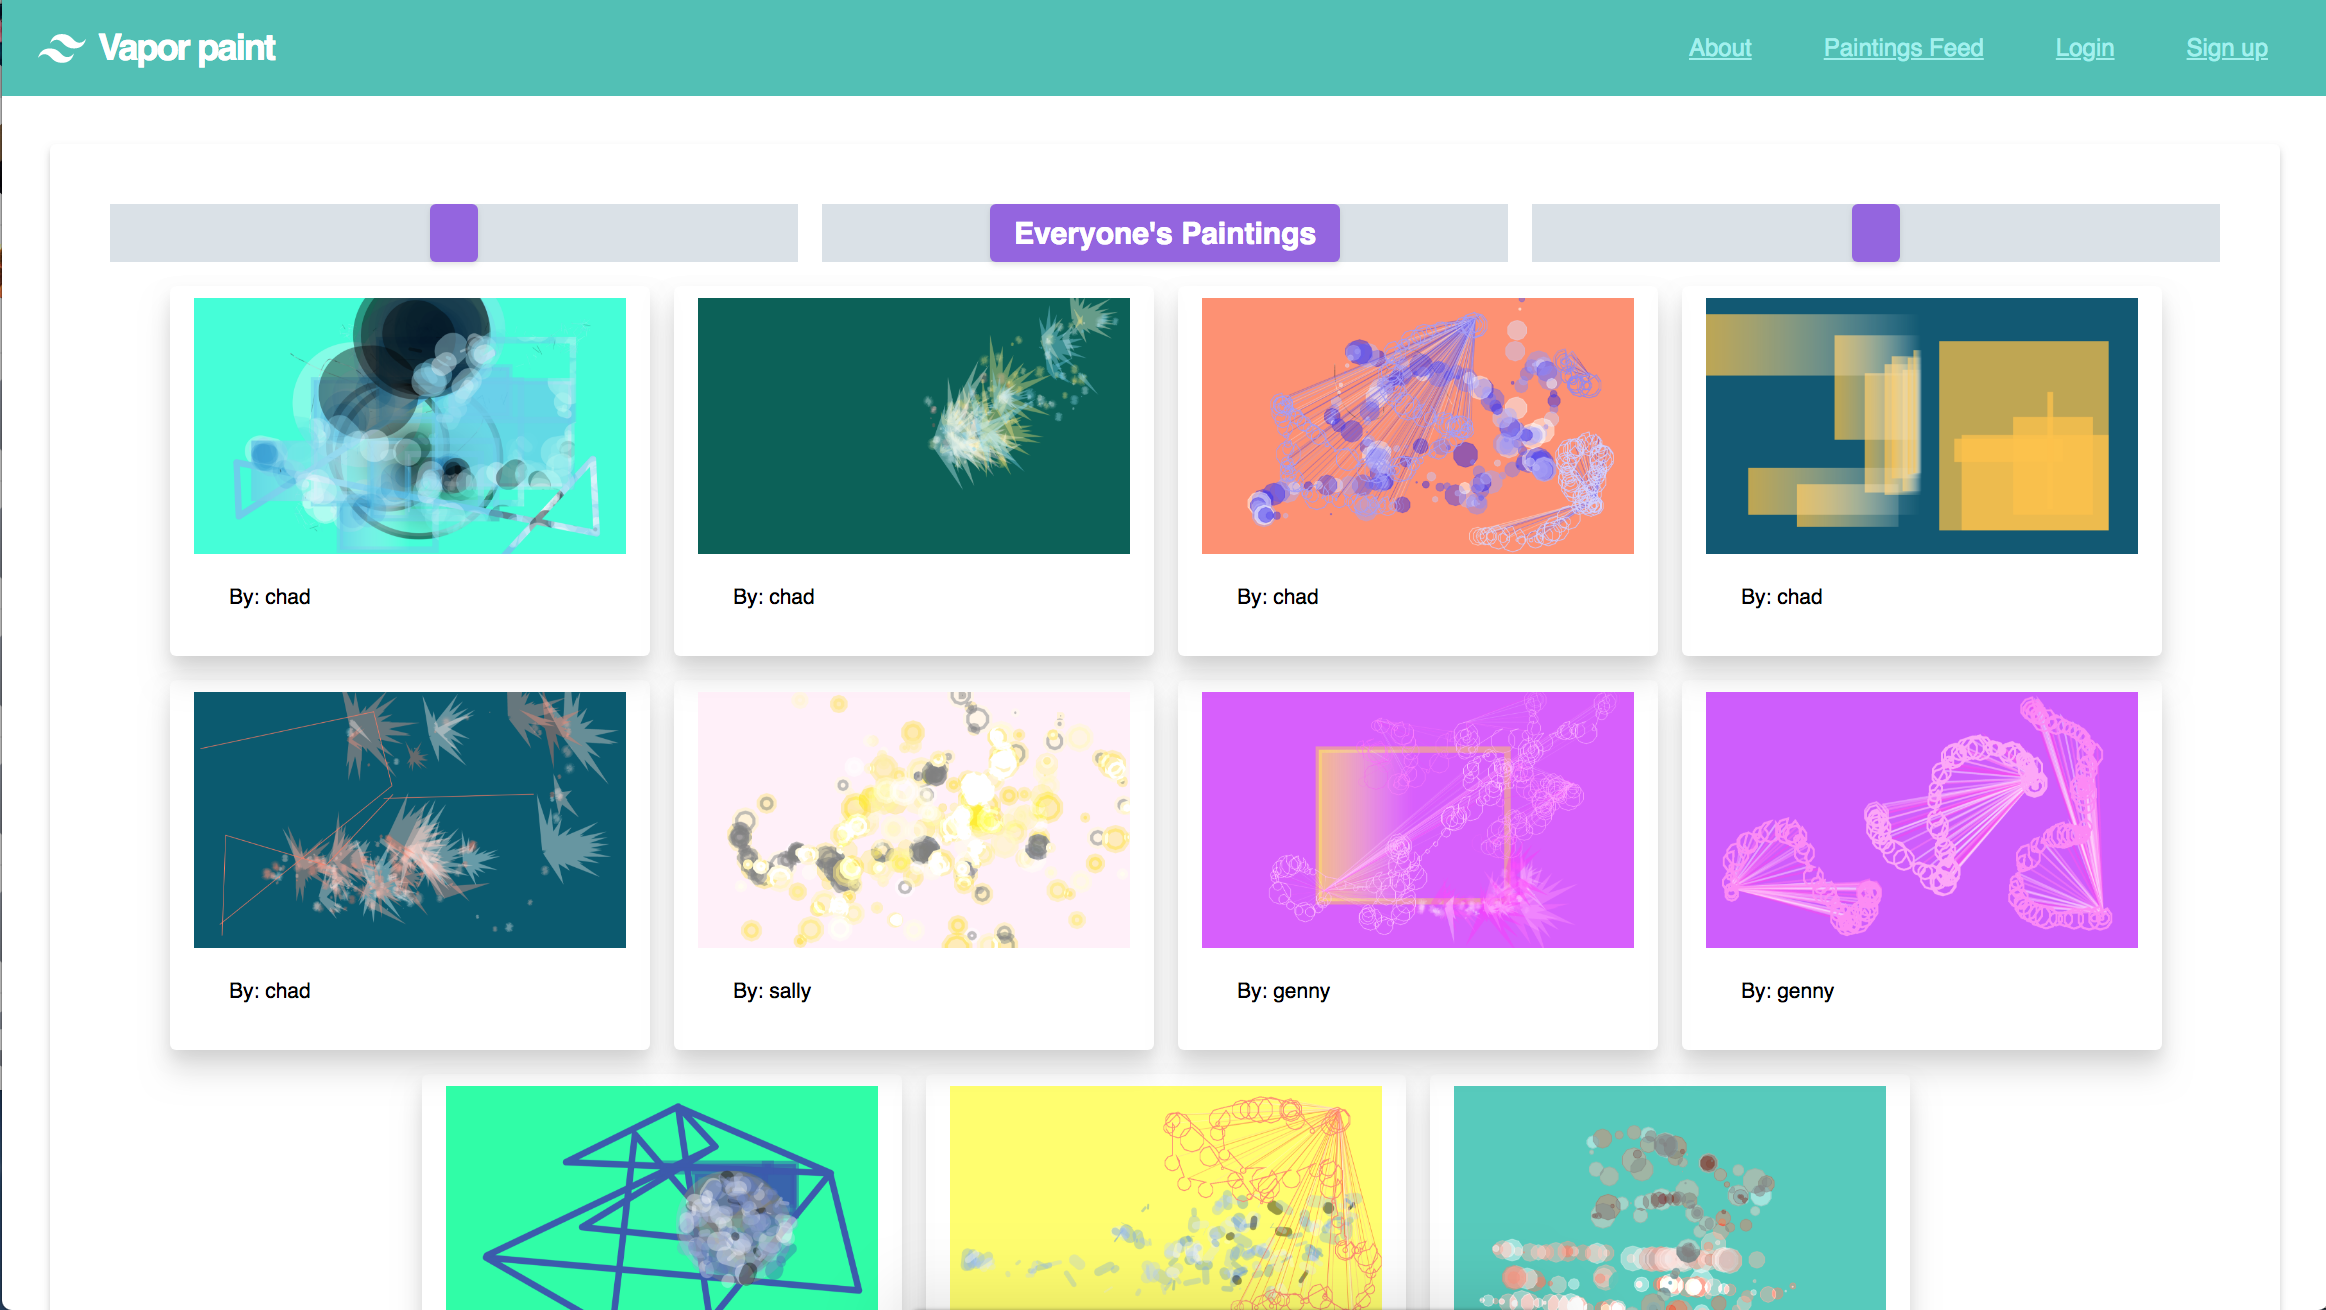 Vapor paint
About
Paintings Feed
Login
Sign up
Everyone's Paintings
By: chad
By: chad
By: chad
By: chad
By: chad
By: sally
By: genny
By: genny